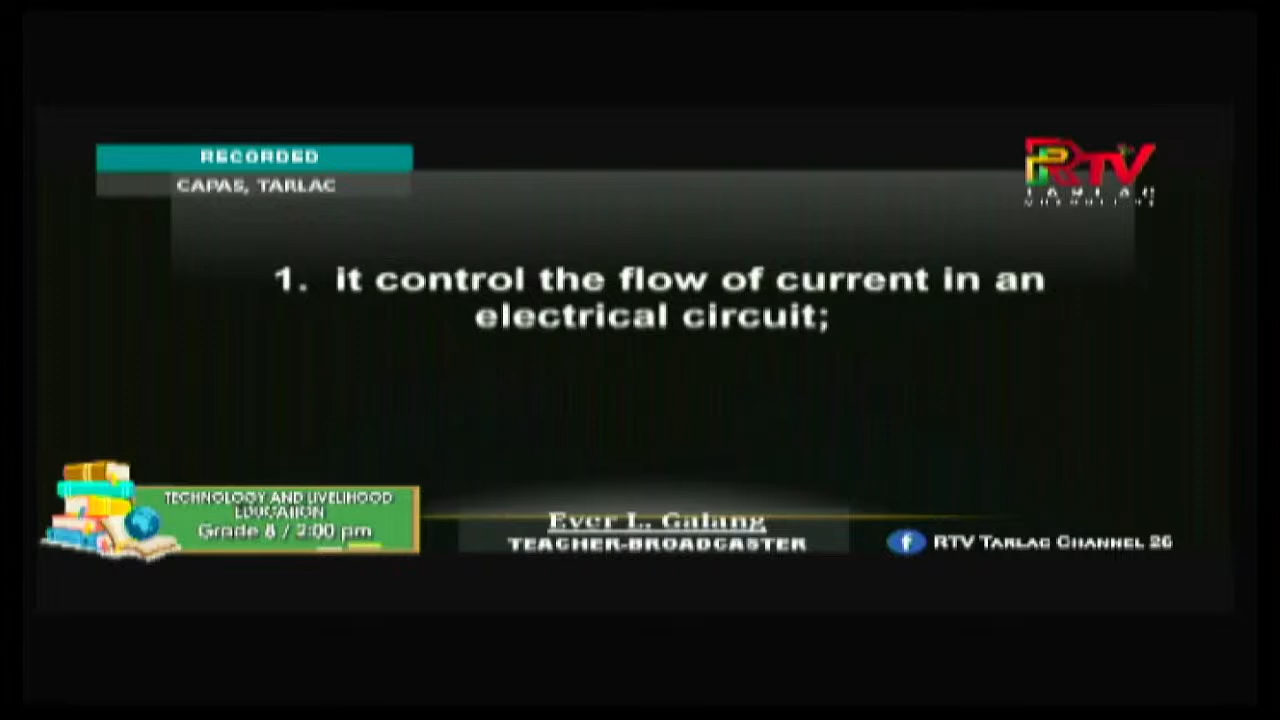 RECORDED
CAPAS, TARLAC
RTV
TARLAC
1. it control the flow of current in an
electrical circuit;
TECHNOLOGY AND LIVELIHOOD
EDUCATION
Grade 8 / 2:00 pm
Ever L. Galang
TEACHER-BROADCASTER
f RTV TARLAC CHANNEL 26